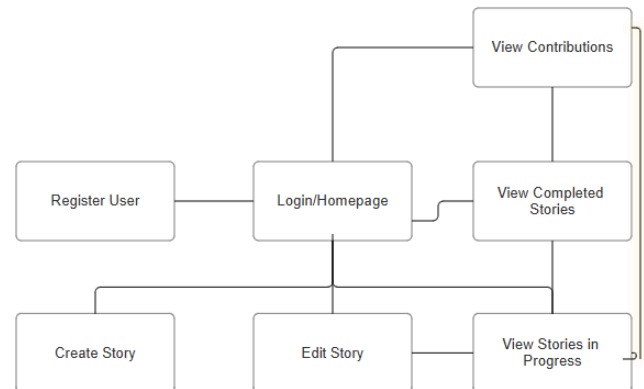 View Contributions
Register User
Login/Homepage
View Completed
Stories
Create Story
Edit Story
View Stories in
Progress